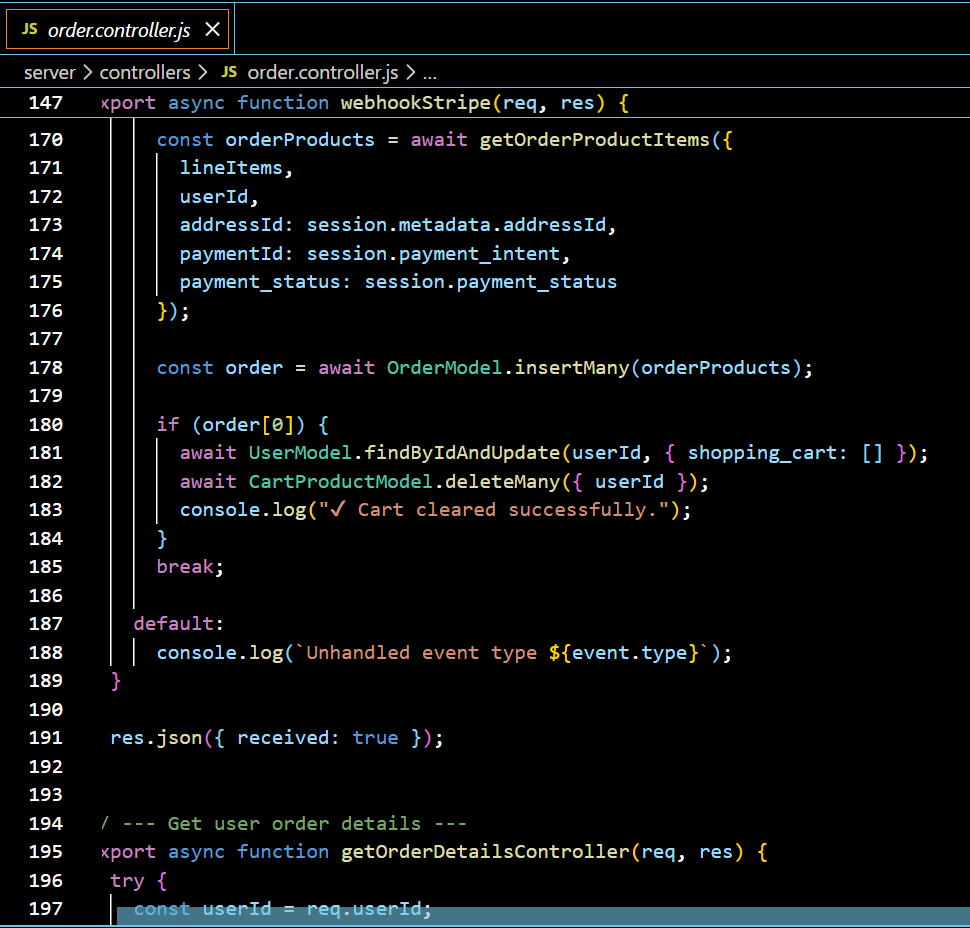 JS order.controller.js ×
server > controllers > JS order.controller.js > ...
147 xport async function webhookStripe(req, res) {
170 const orderProducts = await getOrderProductItems({
171 lineItems,
172 userId,
173 addressId: session.metadata.addressId,
174 paymentId: session.payment_intent,
175 payment_status: session.payment_status
176 });
177
178 const order = await OrderModel.insertMany(orderProducts);
179
180 if (order[0]) {
181 await UserModel.findByIdAndUpdate(userId, { shopping_cart: [] });
182 await CartProductModel.deleteMany({ userId });
183 console.log("✓ Cart cleared successfully.");
184 }
185 break;
186
187 default:
188 console.log(`Unhandled event type ${event.type}`);
189 }
190
191 res.json({ received: true });
192
193
194 / --- Get user order details ---
195 xport async function getOrderDetailsController(req, res) {
196 try {
197 const userId = req.userId;